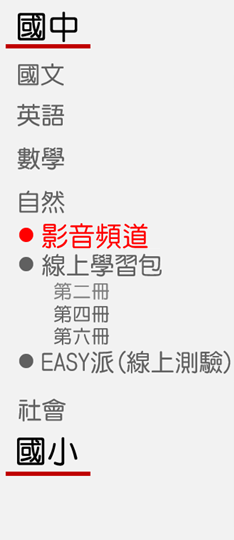 國中
國文
英語
數學
自然
●影音頻道
●線上學習包
第二冊
第四冊
第六冊
●EASY派(線上測驗)
社會
國小